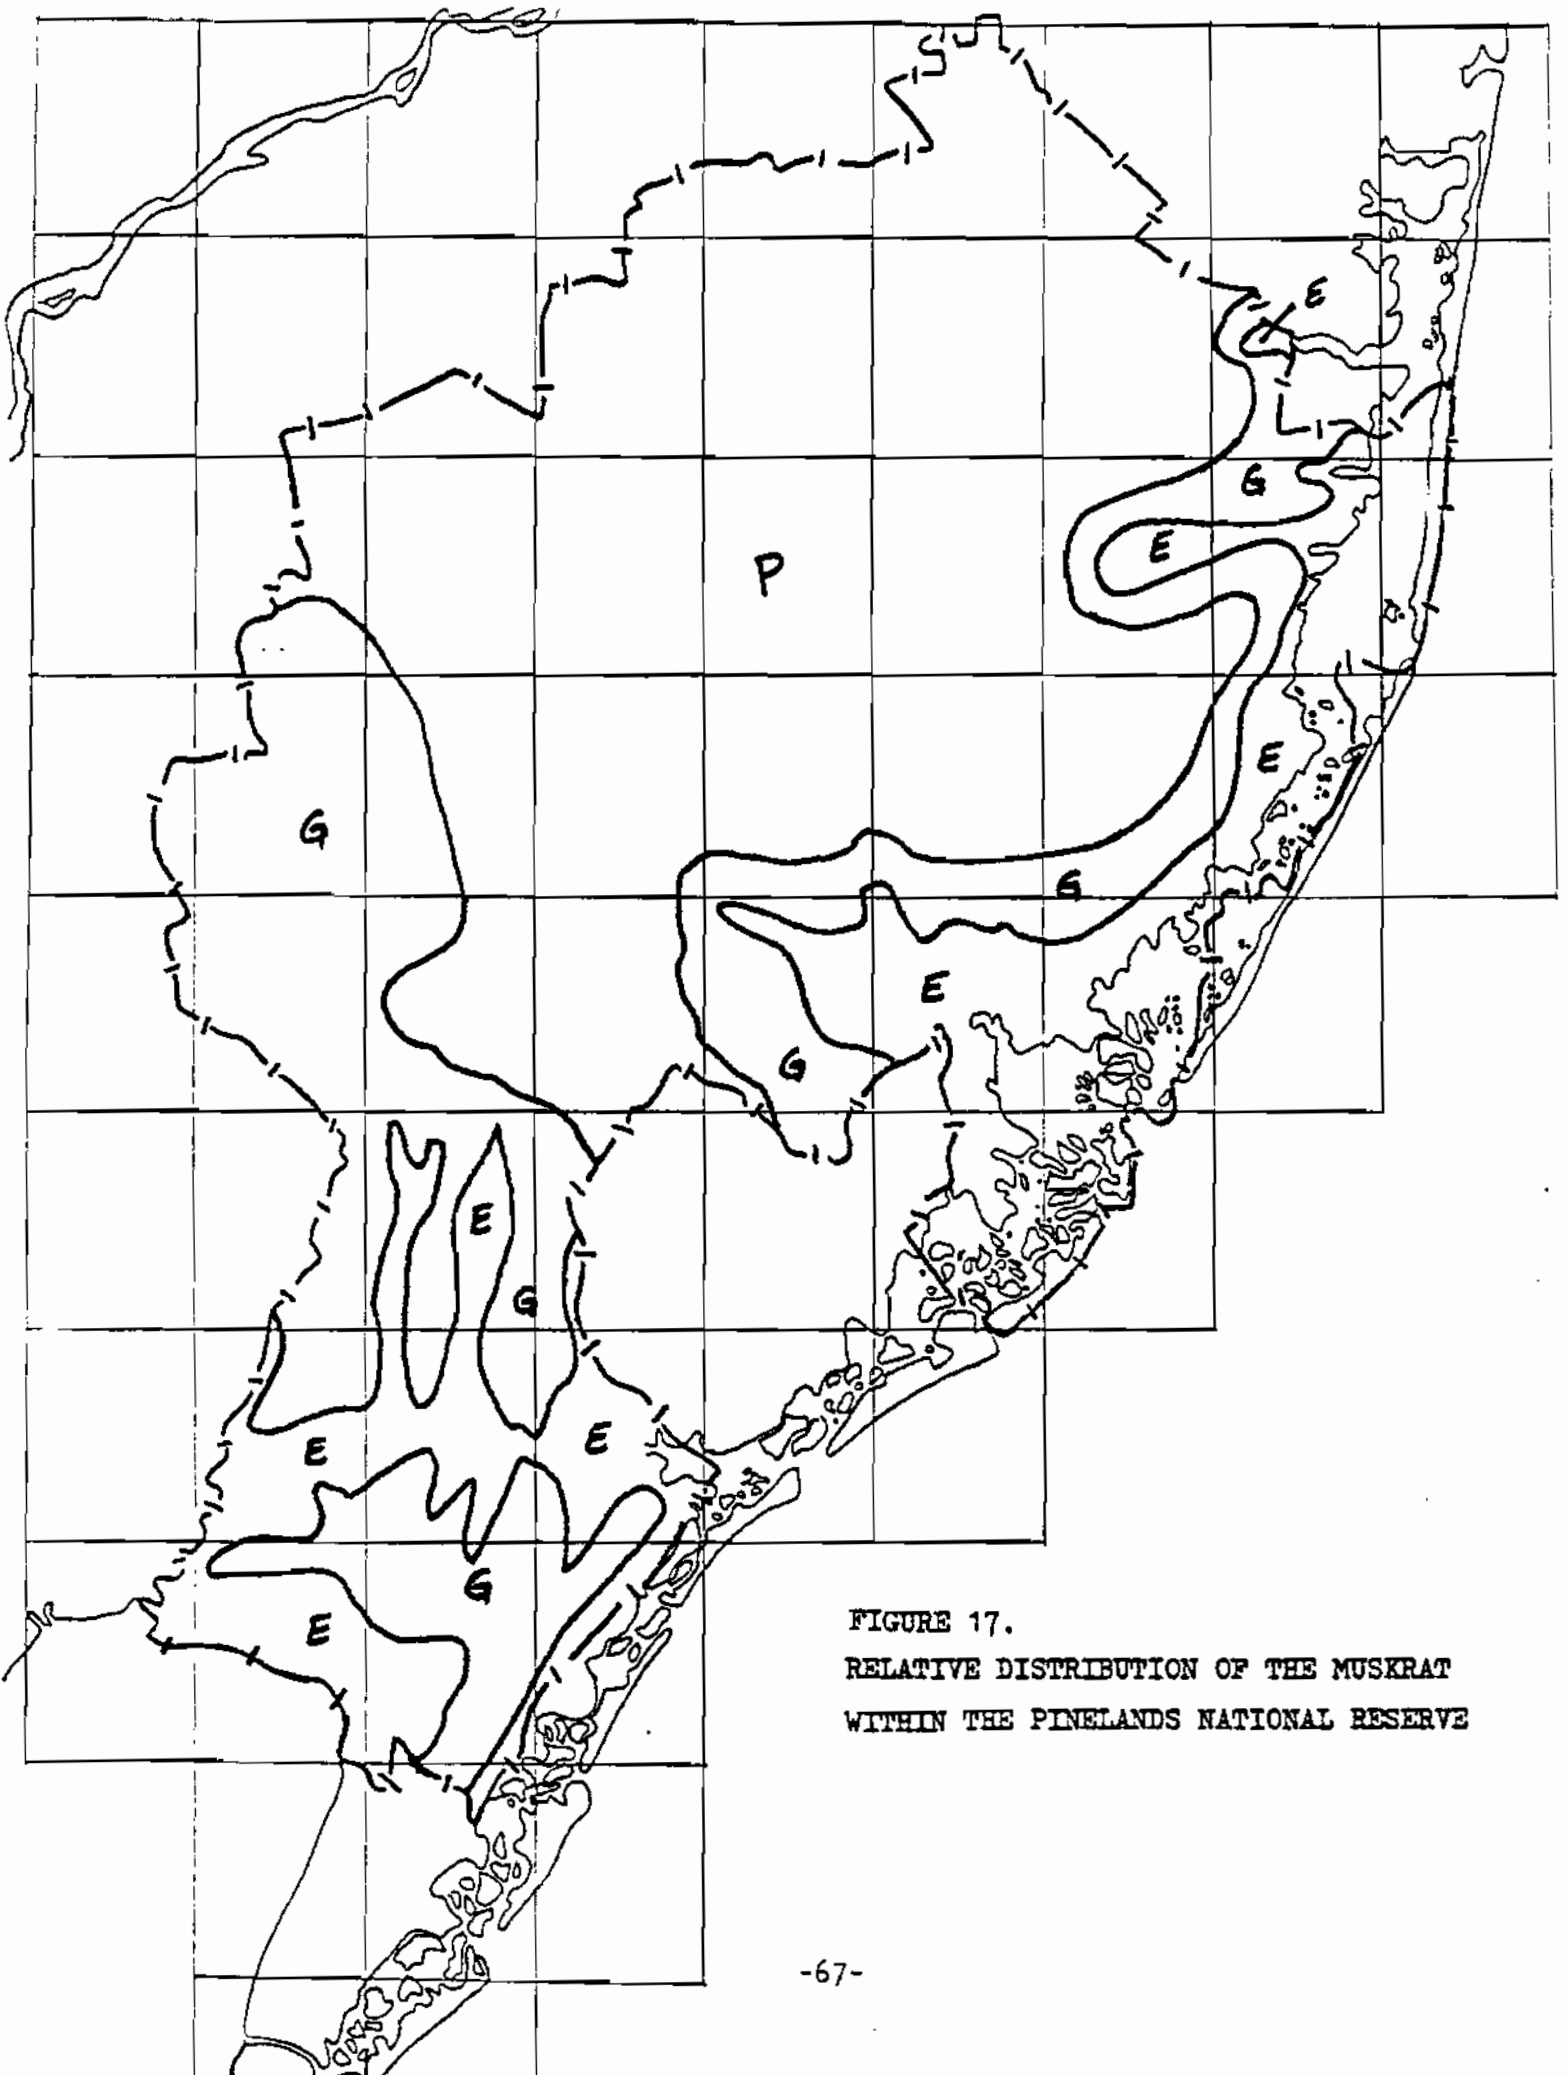 E
G
E
P
E
G
G
E
G
E
G
E
E
G
E
FIGURE 17.
RELATIVE DISTRIBUTION OF THE MUSKRAT
WITHIN THE PINELANDS NATIONAL RESERVE
-67-